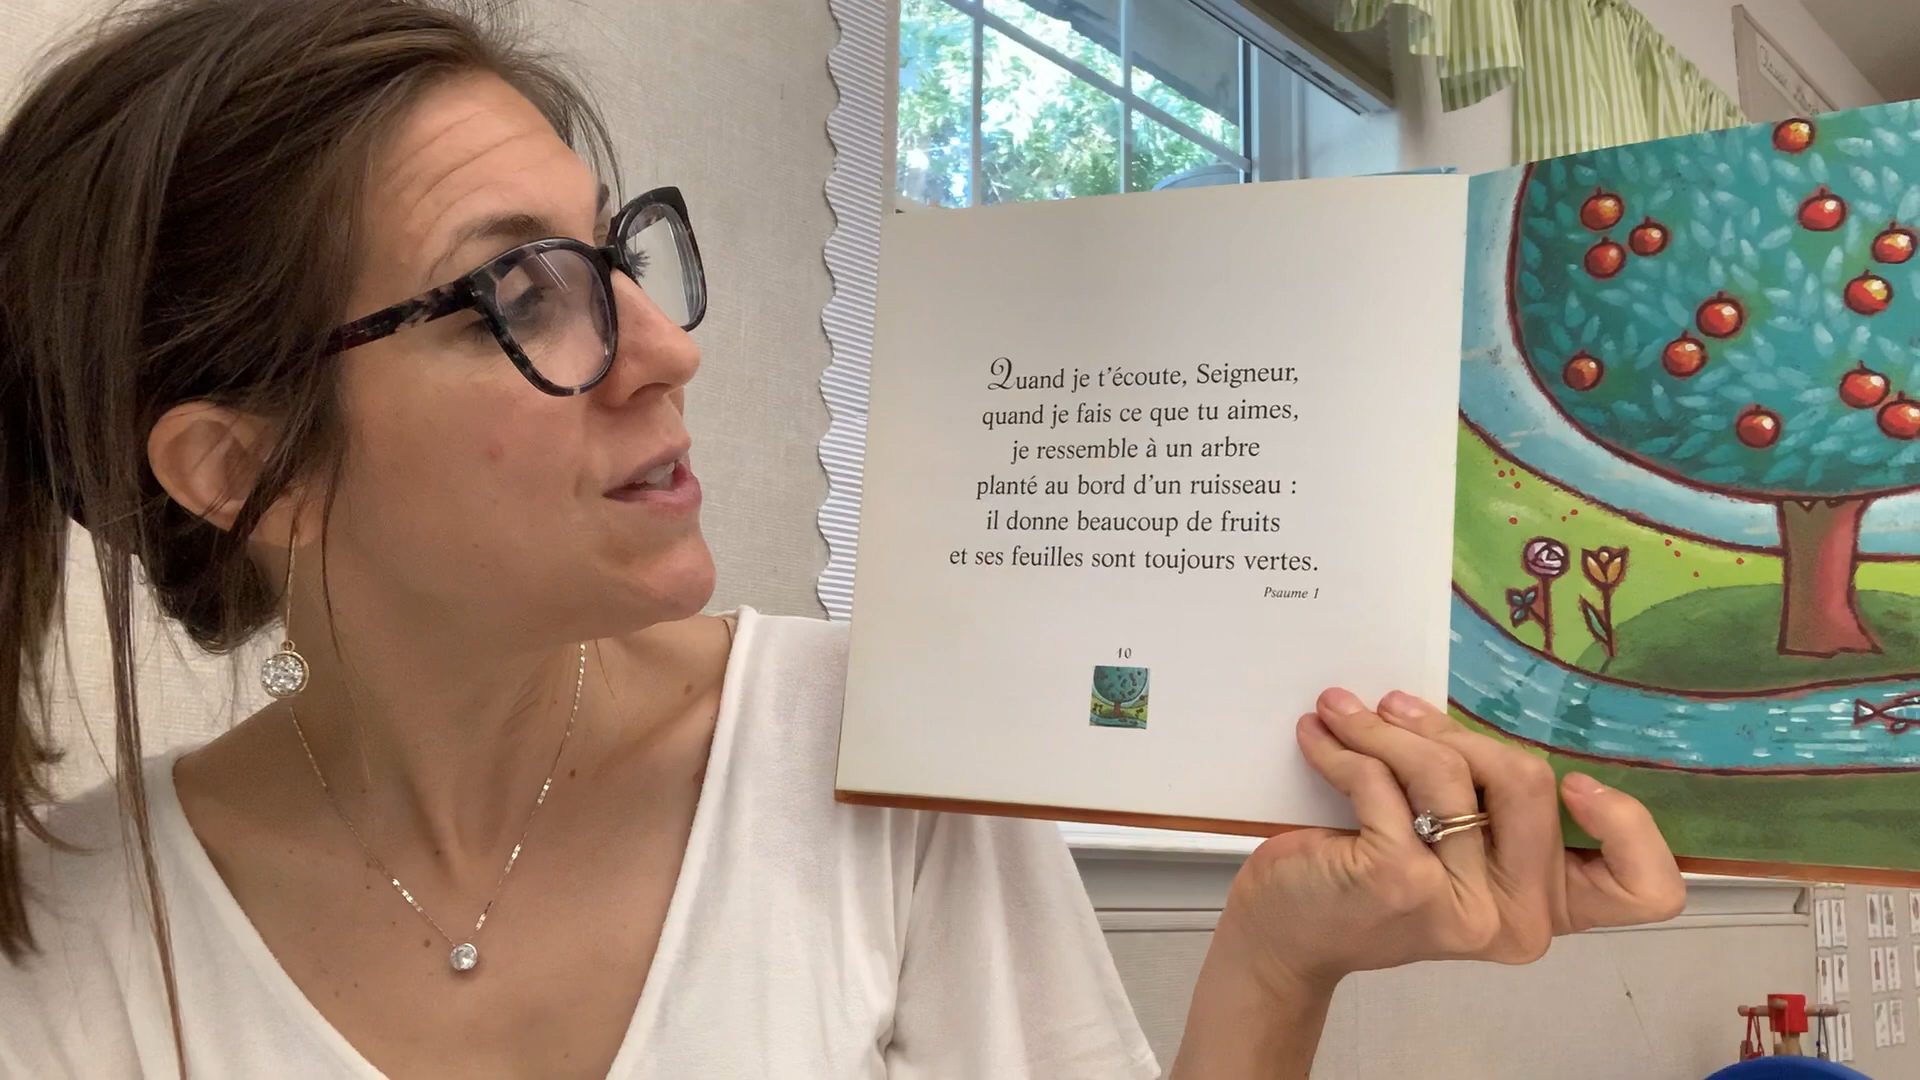 Quand je t'écoute, Seigneur,
quand je fais ce que tu aimes,
je ressemble à un arbre
planté au bord d'un ruisseau :
il donne beaucoup de fruits
et ses feuilles sont toujours vertes.
Psaume 1
10